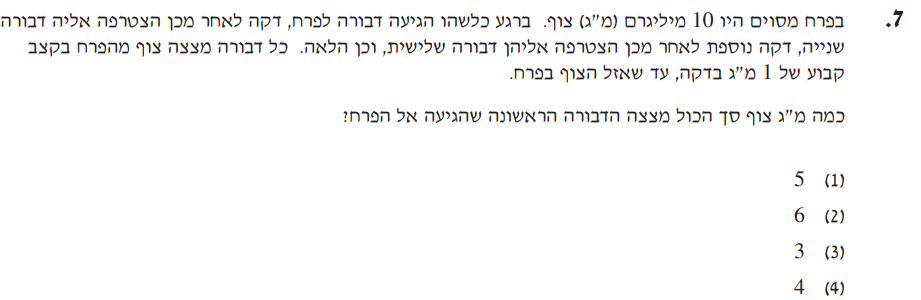 7. בפרח מסוים היו 10 מיליגרם (מ"ג) צוף. ברגע כלשהו הגיעה דבורה לפרח, דקה לאחר מכן הצטרפה אליה דבורה
שנייה, דקה נוספת לאחר מכן הצטרפה אליהן דבורה שלישית, וכן הלאה. כל דבורה מצצה צוף מהפרח בקצב
קבוע של 1 מ"ג בדקה, עד שאזל הצוף בפרח.
כמה מ"ג צוף סך הכול מצצה הדבורה הראשונה שהגיעה אל הפרח?
(1) 5
(2) 6
(3) 3
(4) 4